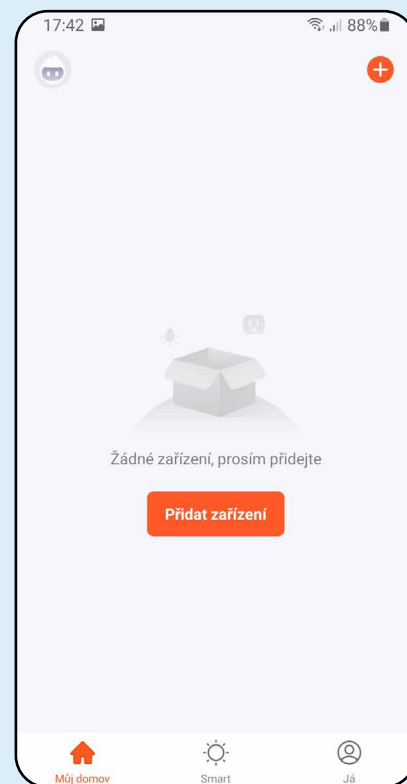 17:42 88%
Žádné zařízení, prosím přidejte
Přidat zařízení
Můj domov Smart Já